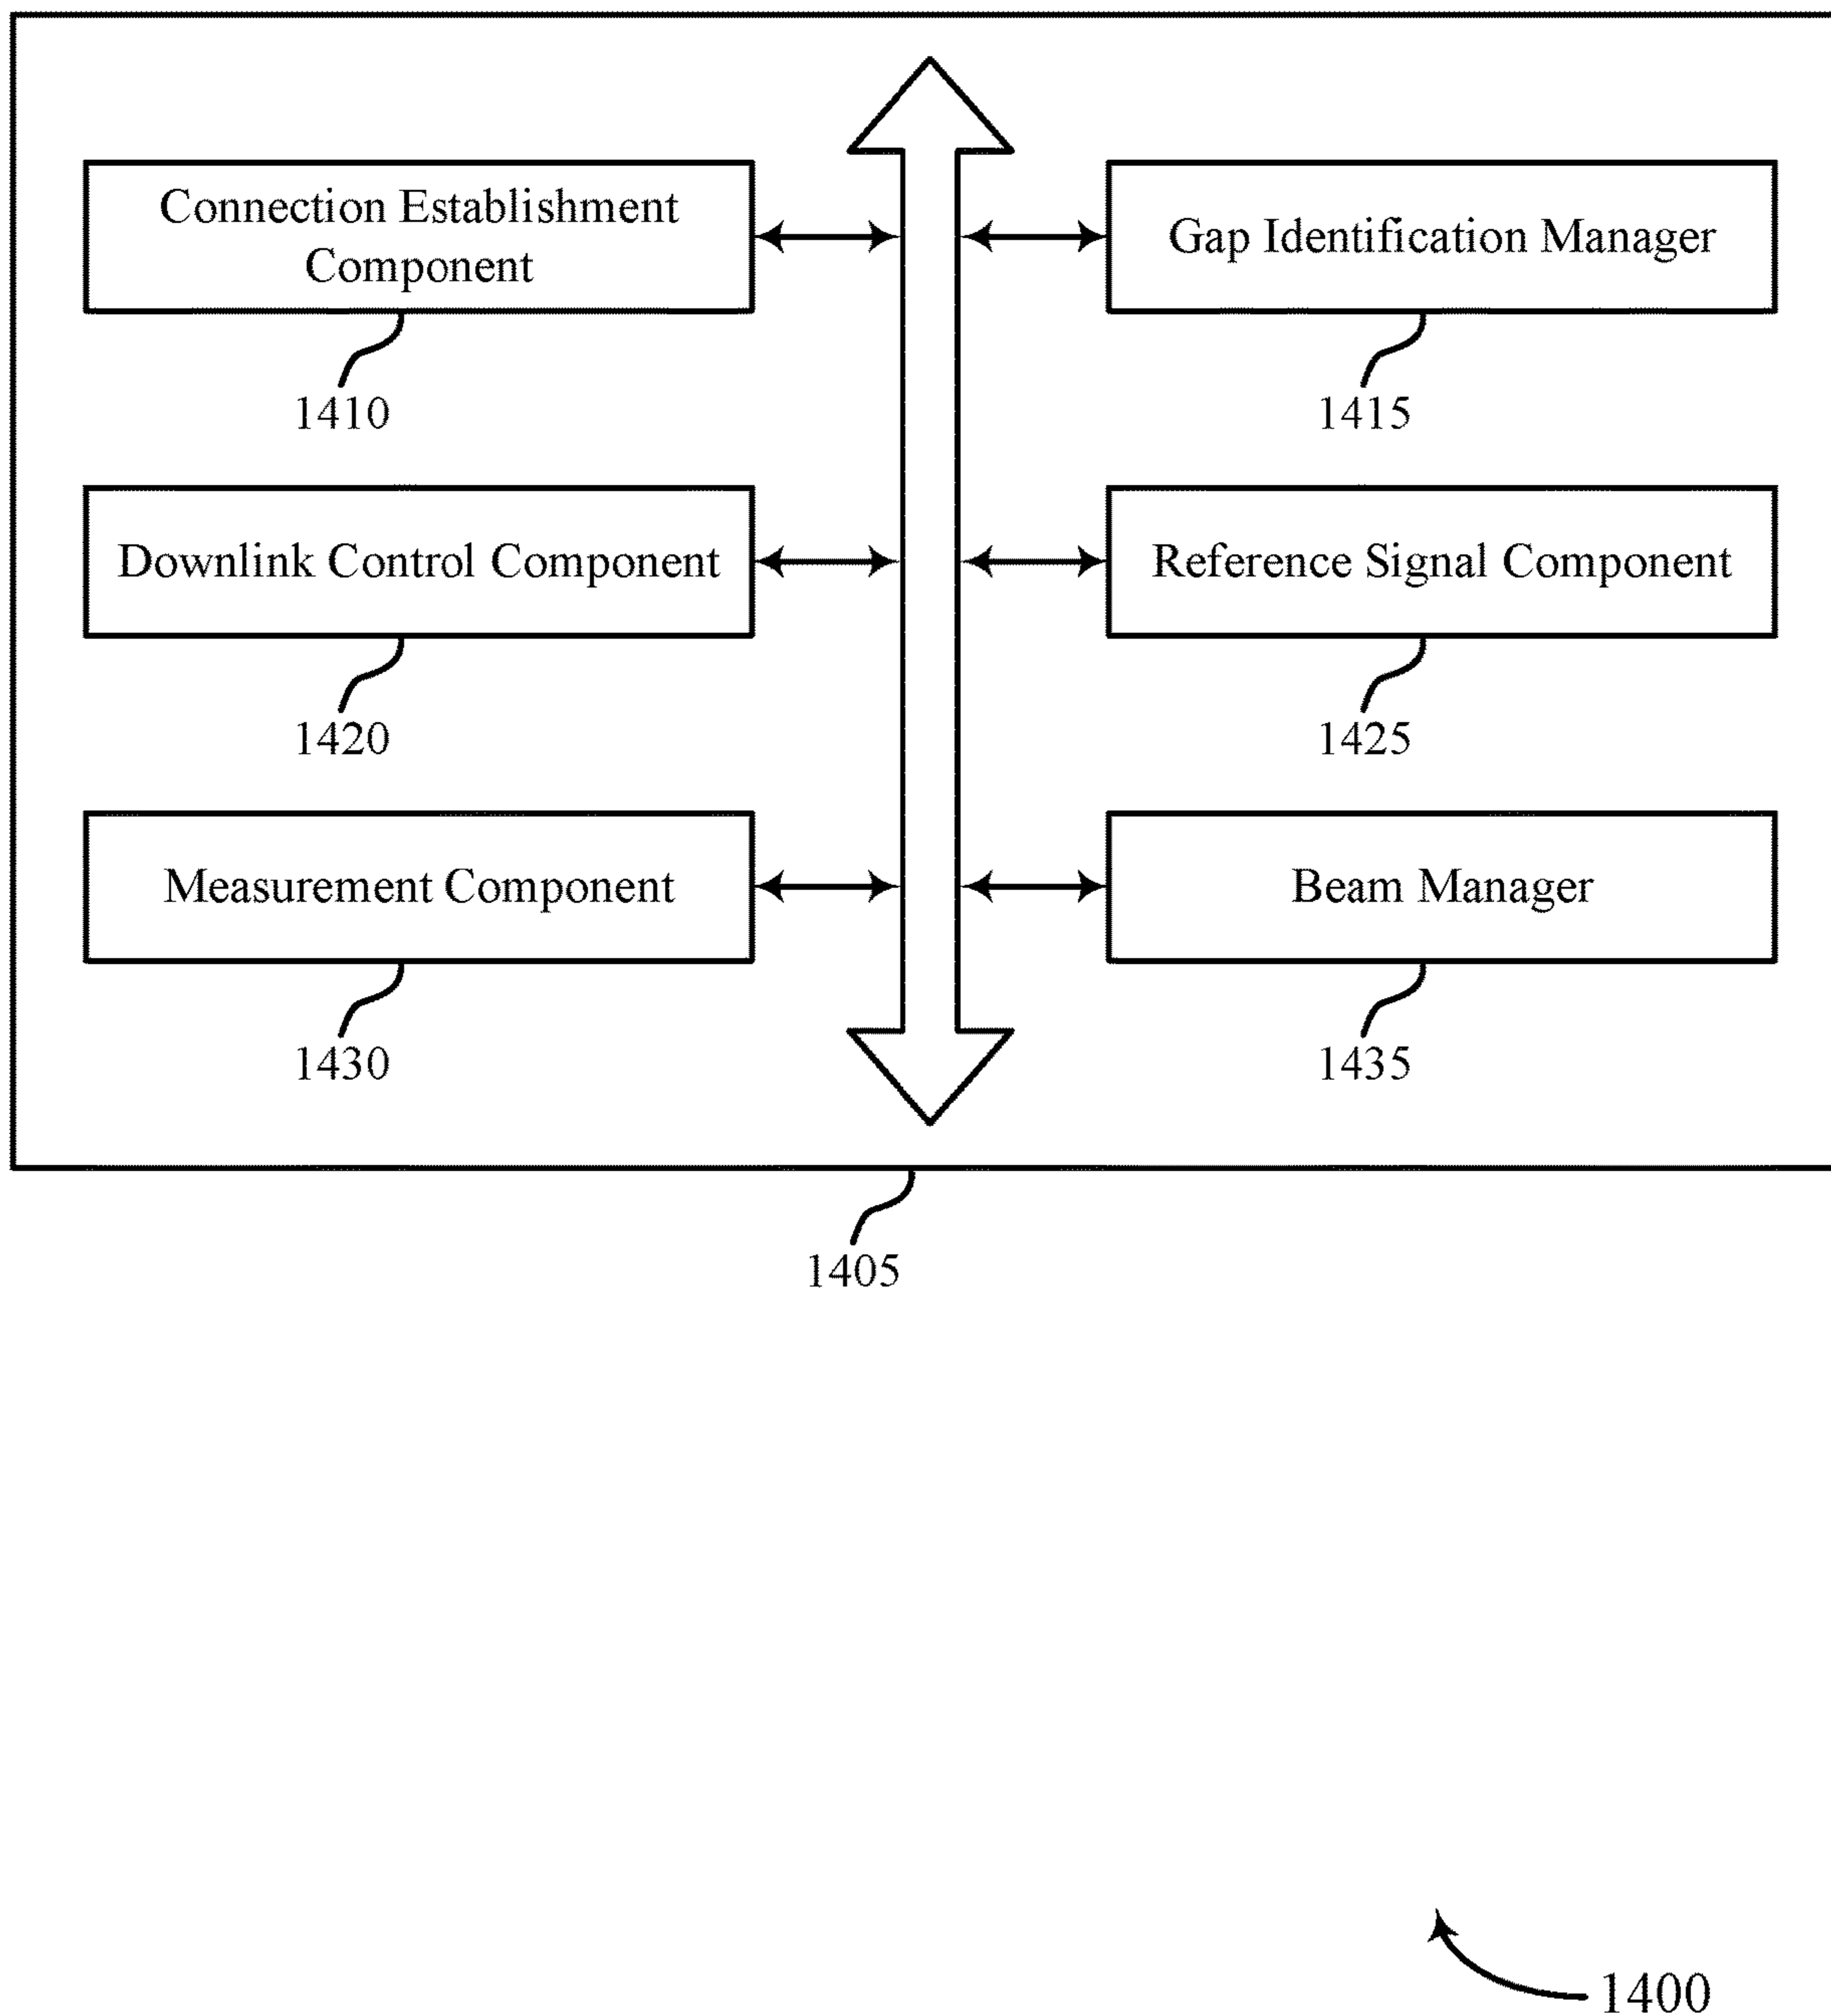 Connection Establishment
Component
1410
Gap Identification Manager
1415
Downlink Control Component
1420
Reference Signal Component
1425
Measurement Component
1430
Beam Manager
1435
1405
1400